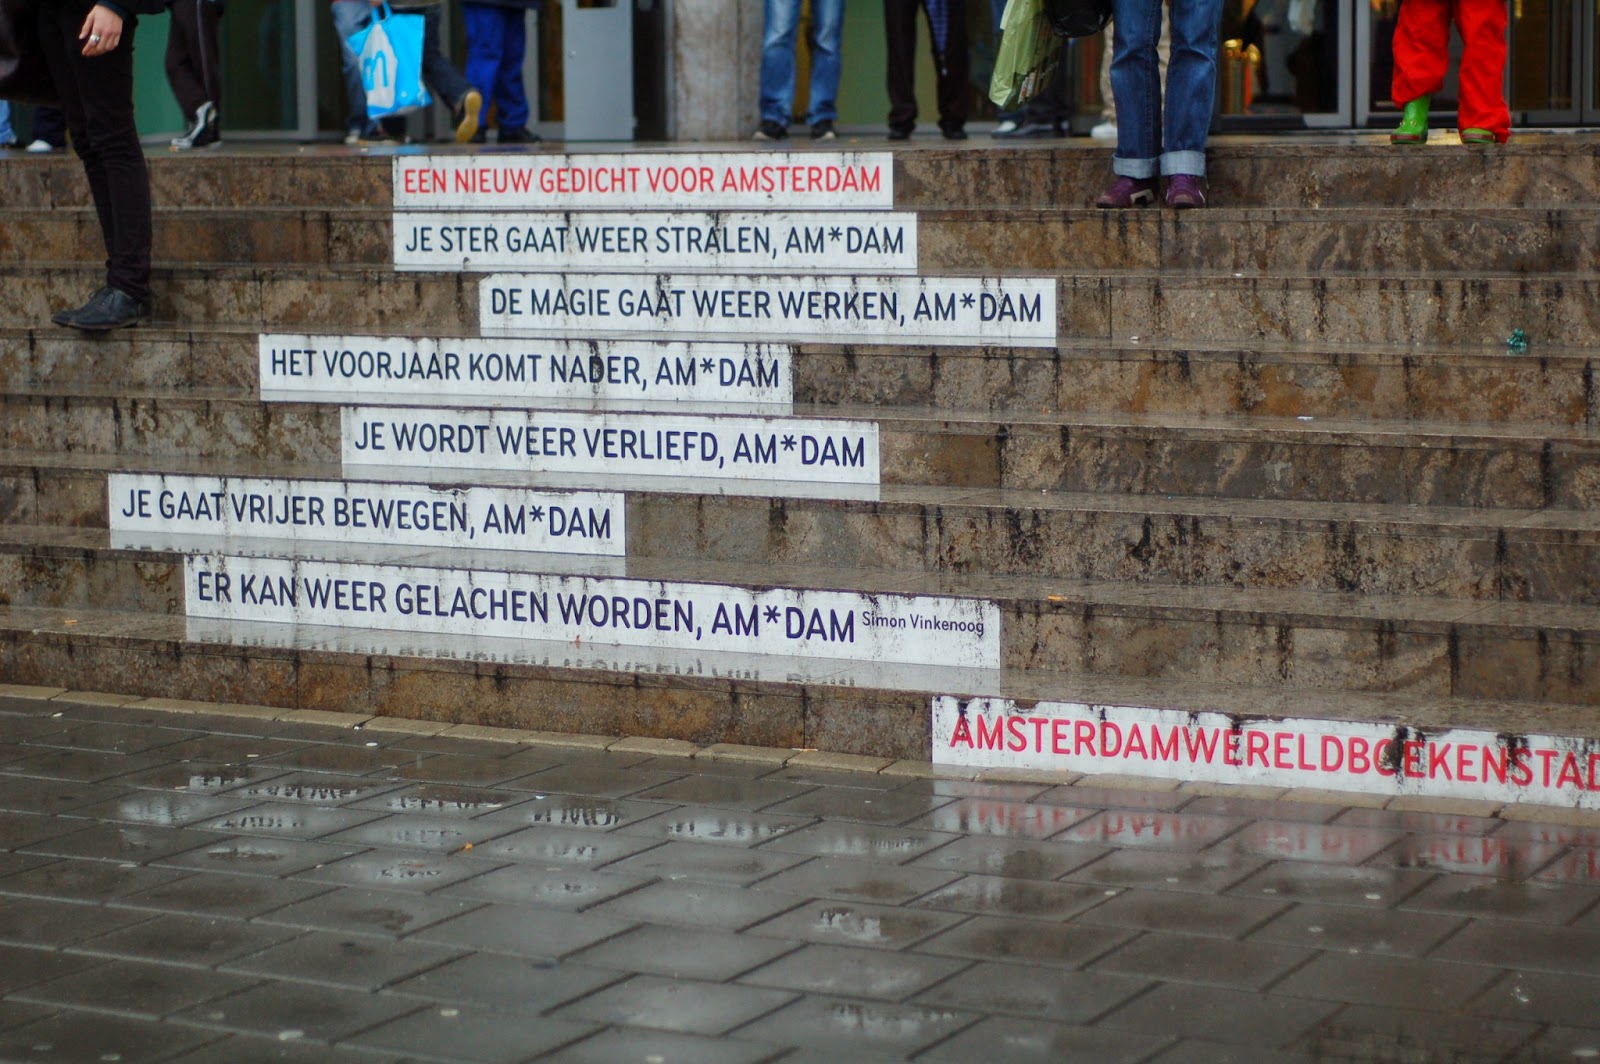 EEN NIEUW GEDICHT VOOR AMSTERDAM
JE STER GAAT WEER STRALEN, AM*DAM
DE MAGIE GAAT WEER WERKEN, AM*DAM
HET VOORJAAR KOMT NADER, AM*DAM
JE WORDT WEER VERLIEFD, AM*DAM
JE GAAT VRIJER BEWEGEN, AM*DAM
ER KAN WEER GELACHEN WORDEN, AM*DAM Simon Vinkenoog
AMSTERDAMWERELDBOEKENSTAD